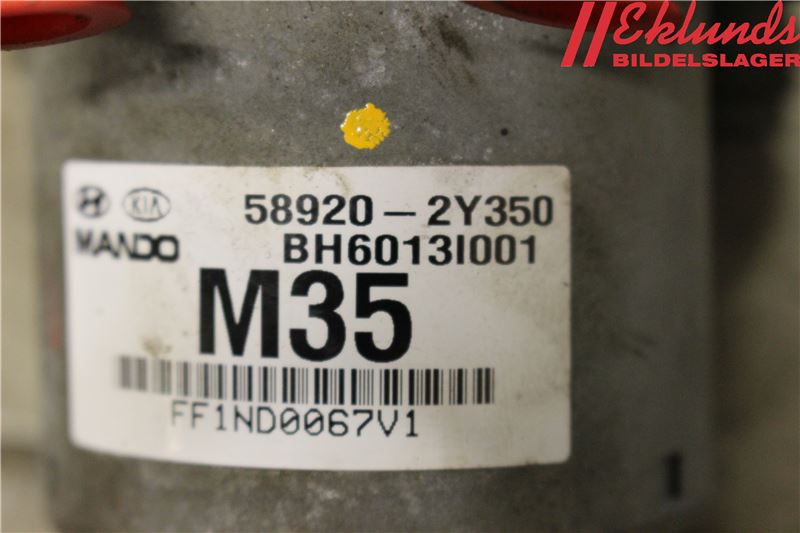 Eklunds
BILDELSLAGER
KIA
58920-2Y350
MANDO
BH6013I001
M35
FF1ND0067V1